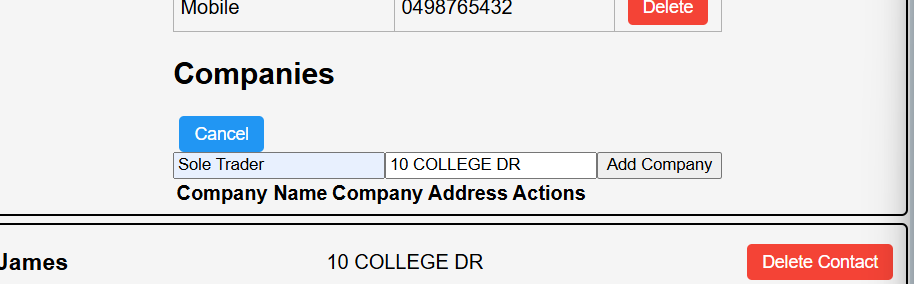 Mobile 0498765432 Delete
Companies
Cancel
Sole Trader 10 COLLEGE DR Add Company
Company Name Company Address Actions
James 10 COLLEGE DR Delete Contact